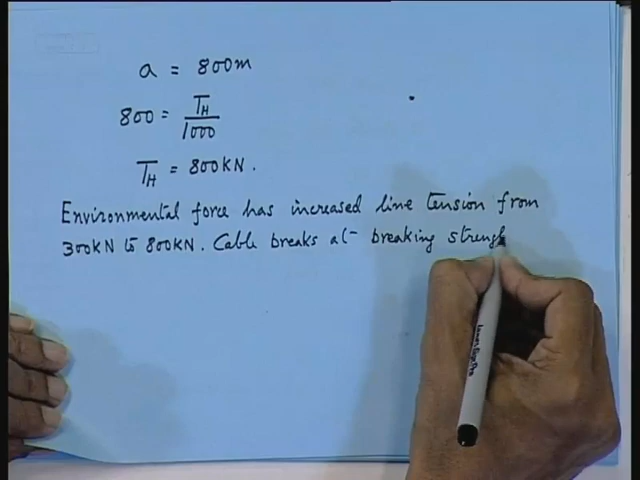 a = 800m
800 = T_H/1000
T_H = 800KN.
Environmental force has increased line tension from
300KN to 800KN. Cable breaks at breaking strengh